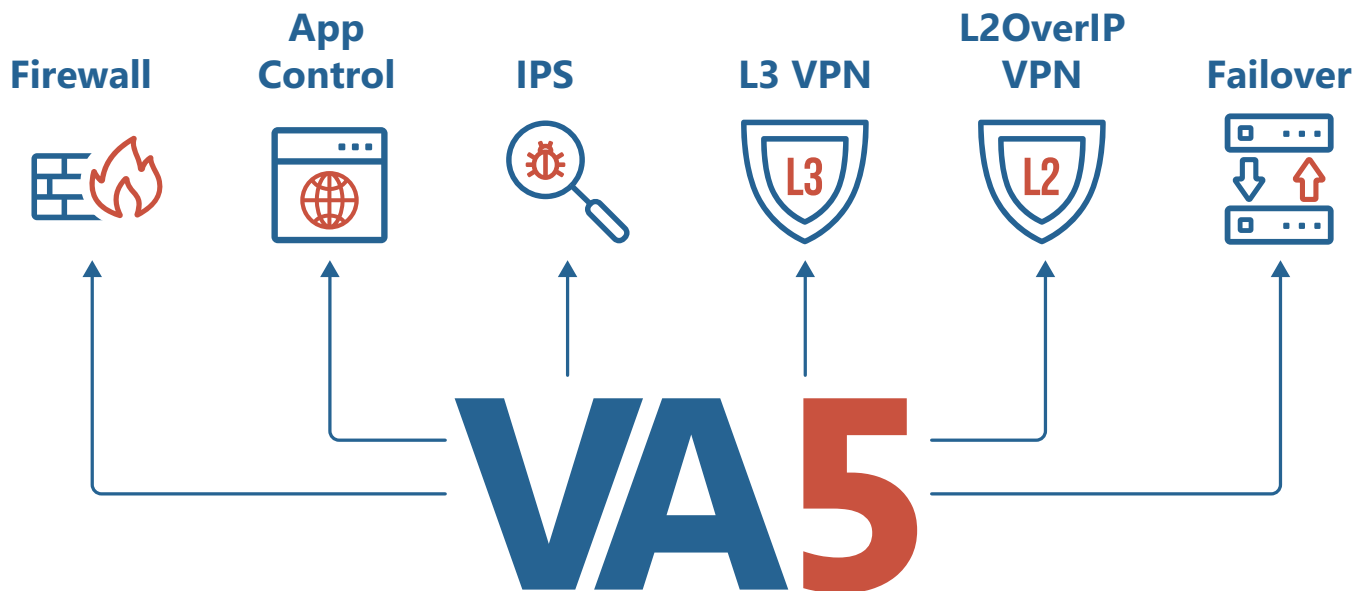 Firewall
App
Control
IPS
L3 VPN
L2OverIP
VPN
Failover
L3
L2
VA5